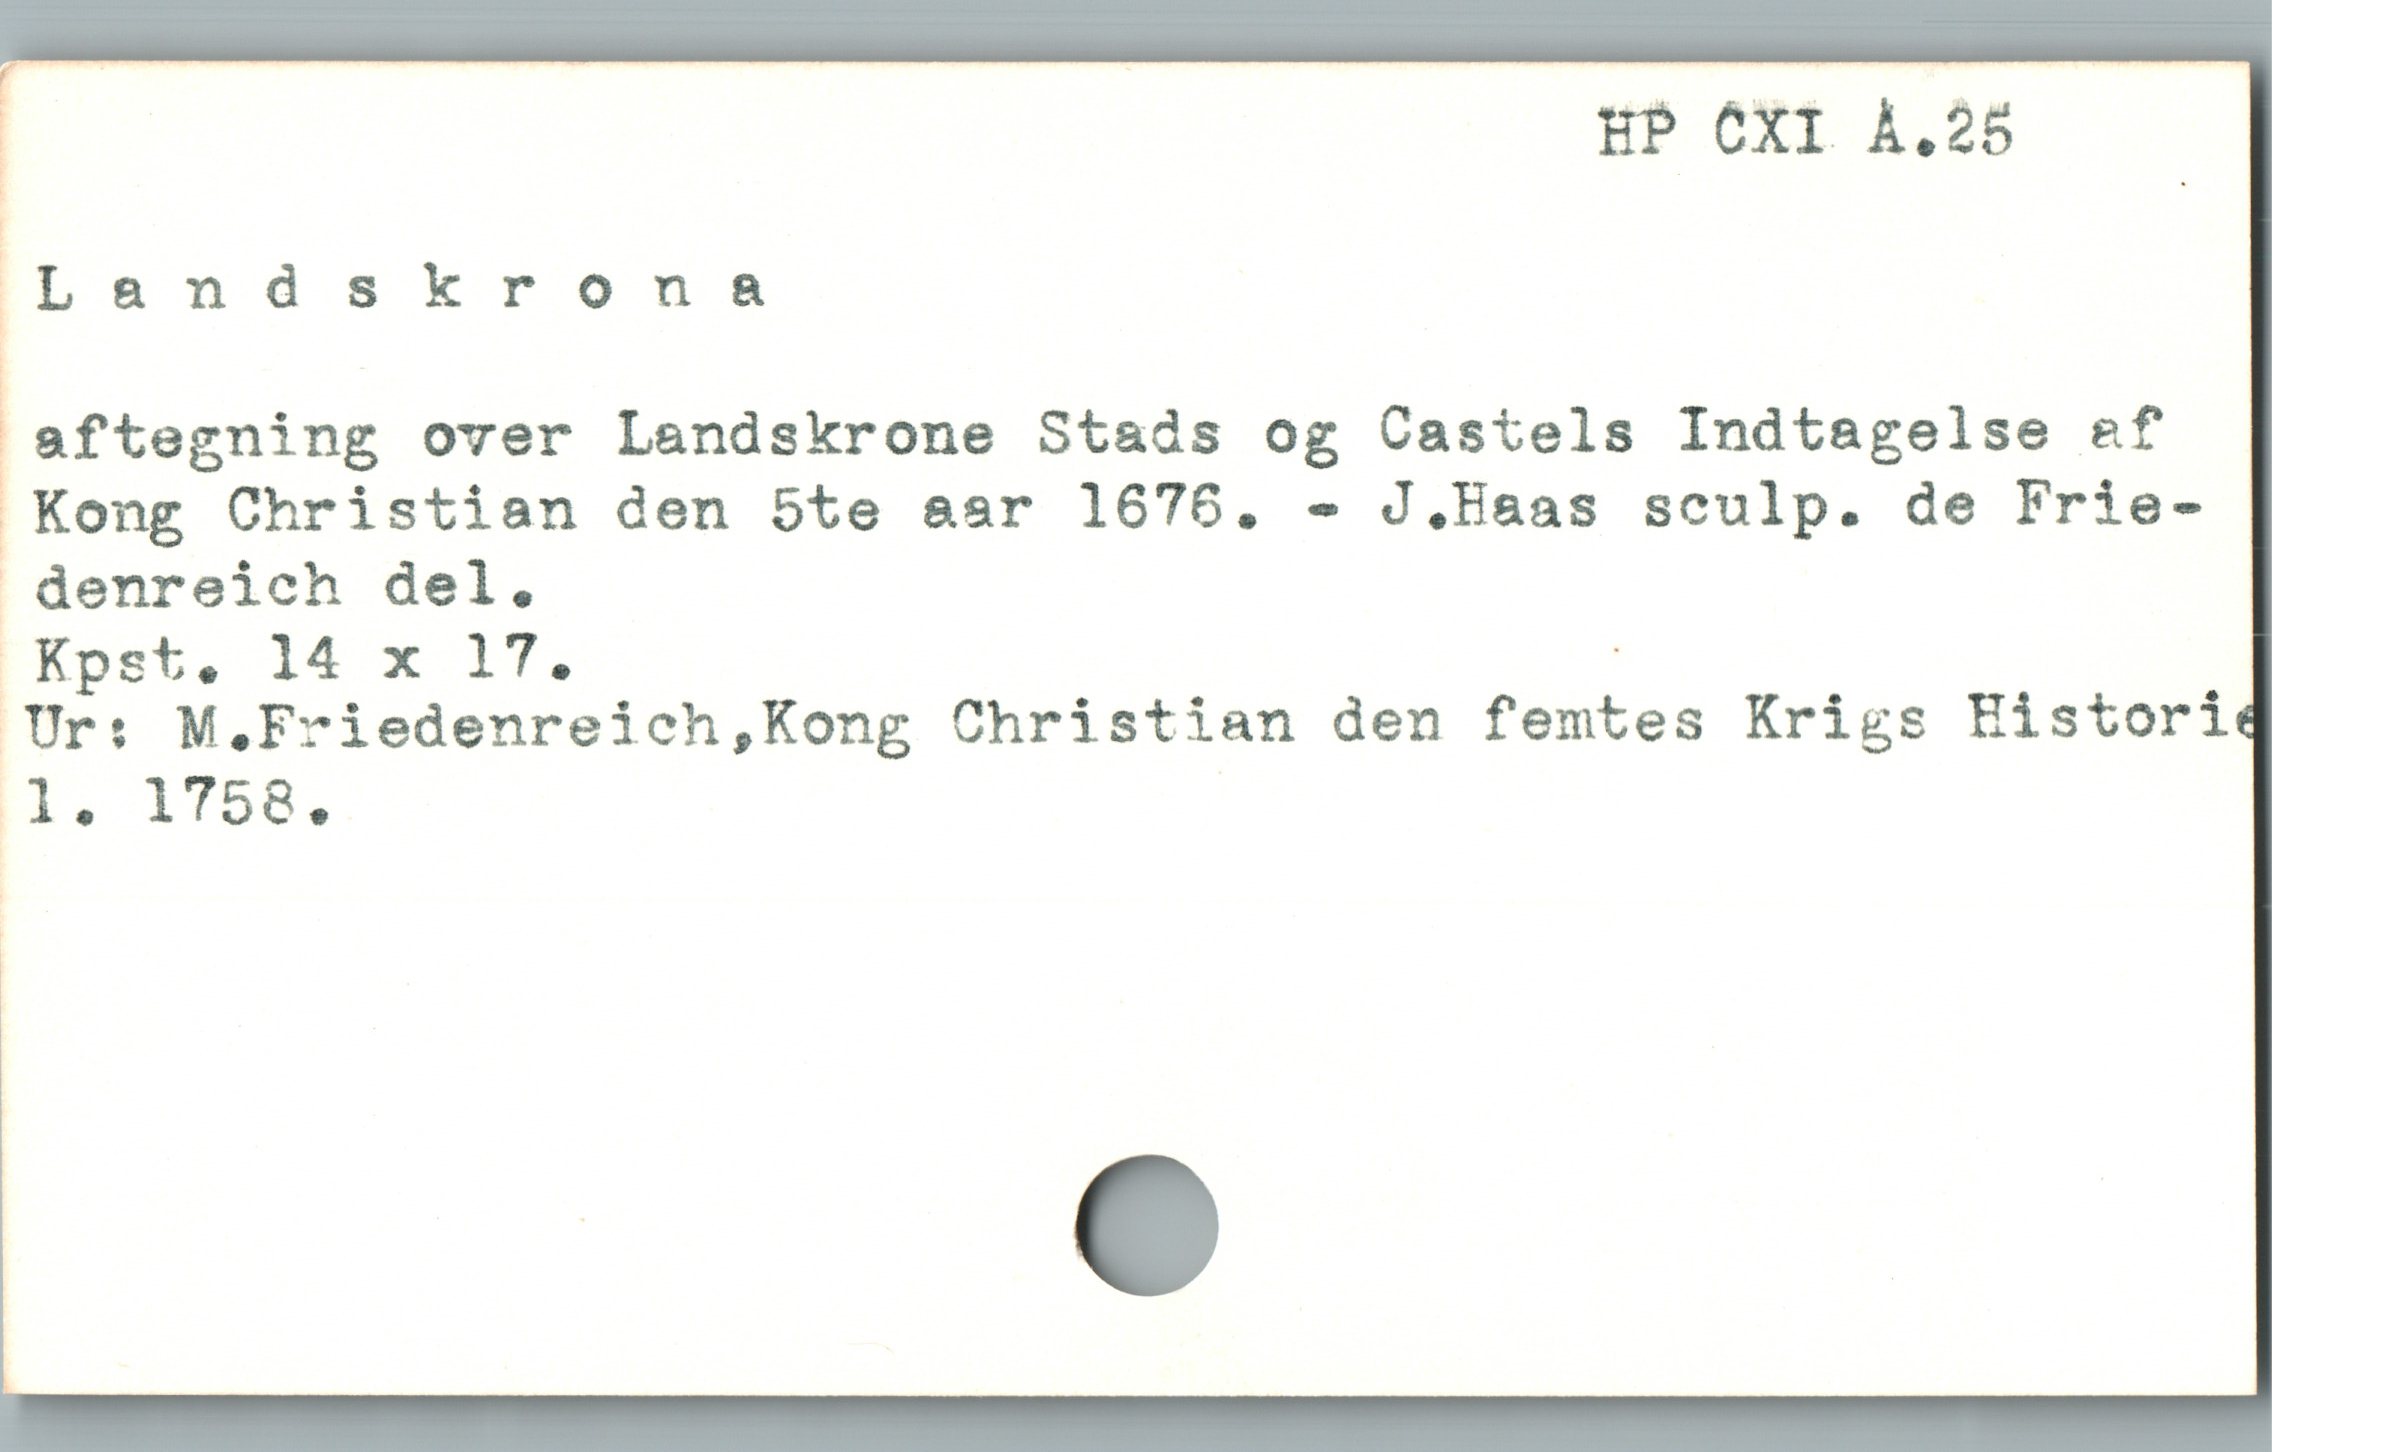 HP CXI A.25
Landskrona
aftegning over Landskrone Stads og Castels Indtagelse af
Kong Christian den 5te aar 1676. - J.Haas sculp. de Frie-
denreich del.
Kpst. 14 x 17.
Ur: M.Friedenreich,Kong Christian den femtes Krigs Historie
1. 1758.